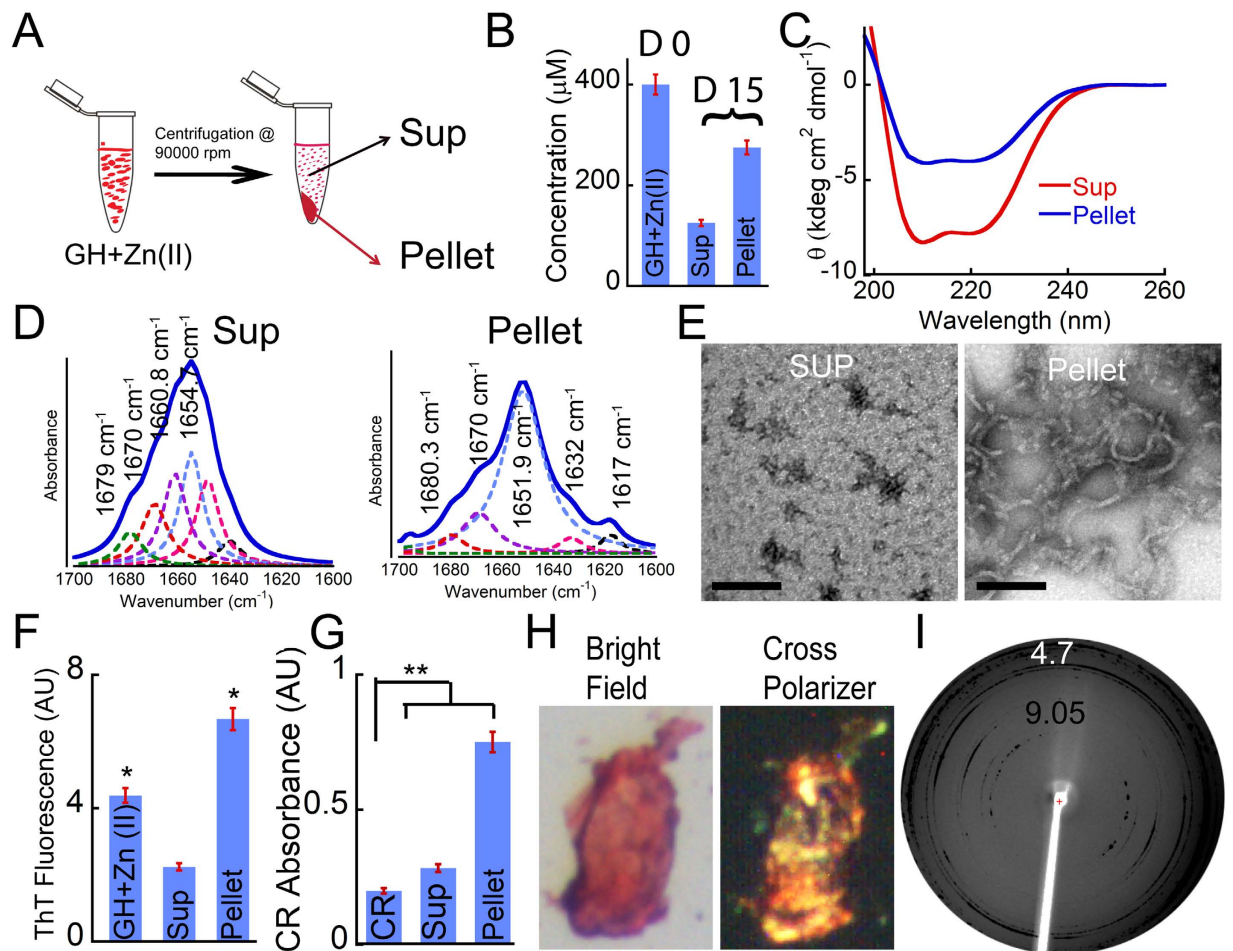 A
Centrifugation @
90000 rpm
Sup
Pellet
GH+Zn(II)
B
D 0
D 15
Concentration (µM)
400
200
0
GH+Zn(II)
Sup
Pellet
C
θ (kdeg cm² dmol⁻¹)
0
-5
-10
Sup
Pellet
200
220
240
260
Wavelength (nm)
D
Sup
Absorbance
1679 cm⁻¹
1670 cm⁻¹
1660.8 cm⁻¹
1654.7 cm⁻¹
1700
1680
1660
1640
1620
1600
Wavenumber (cm⁻¹)
Pellet
Absorbance
1680.3 cm⁻¹
1670 cm⁻¹
1651.9 cm⁻¹
1632 cm⁻¹
1617 cm⁻¹
1700
1680
1660
1640
1620
1600
Wavenumber (cm⁻¹)
E
SUP
Pellet
F
ThT Fluorescence (AU)
8
4
0
*
*
GH+Zn (II)
Sup
Pellet
G
CR Absorbance (AU)
1
0.5
0
**
CR
Sup
Pellet
H
Bright
Field
Cross
Polarizer
I
4.7
9.05